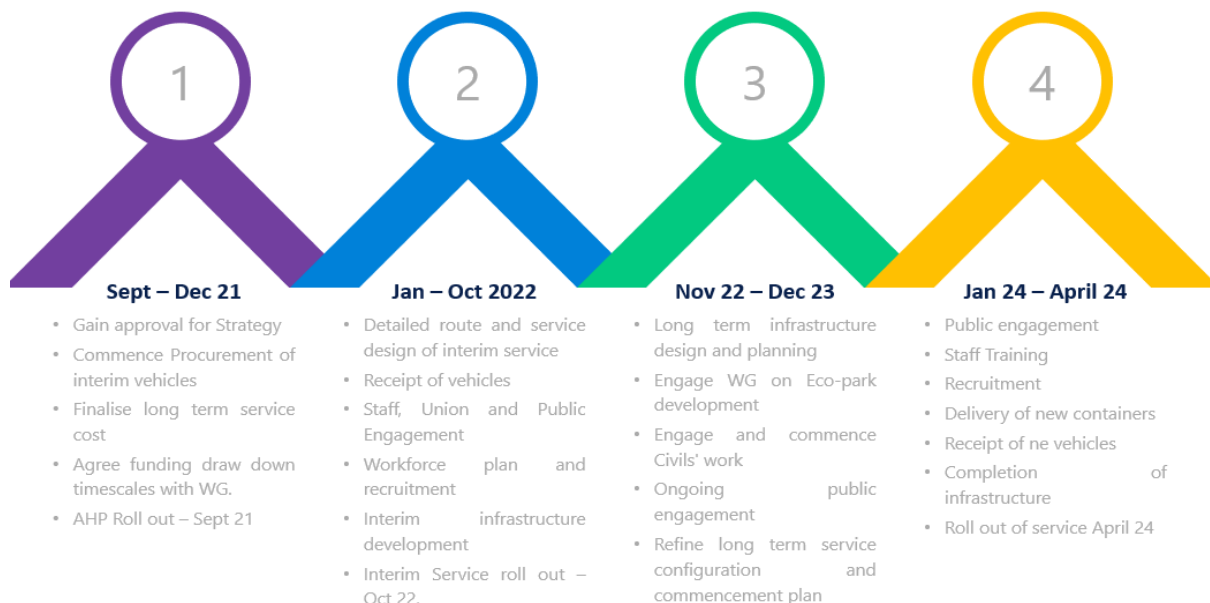 1
2
3
4
Sept – Dec 21
• Gain approval for Strategy
• Commence Procurement of
interim vehicles
• Finalise long term service
cost
• Agree funding draw down
timescales with WG.
• AHP Roll out – Sept 21
Jan – Oct 2022
• Detailed route and service
design of interim service
• Receipt of vehicles
• Staff, Union and Public
Engagement
• Workforce plan and
recruitment
• Interim infrastructure
development
• Interim Service roll out –
Oct 22.
Nov 22 – Dec 23
• Long term infrastructure
design and planning
• Engage WG on Eco-park
development
• Engage and commence
Civils' work
• Ongoing public
engagement
• Refine long term service
configuration and
commencement plan
Jan 24 – April 24
• Public engagement
• Staff Training
• Recruitment
• Delivery of new containers
• Receipt of ne vehicles
• Completion of
infrastructure
• Roll out of service April 24